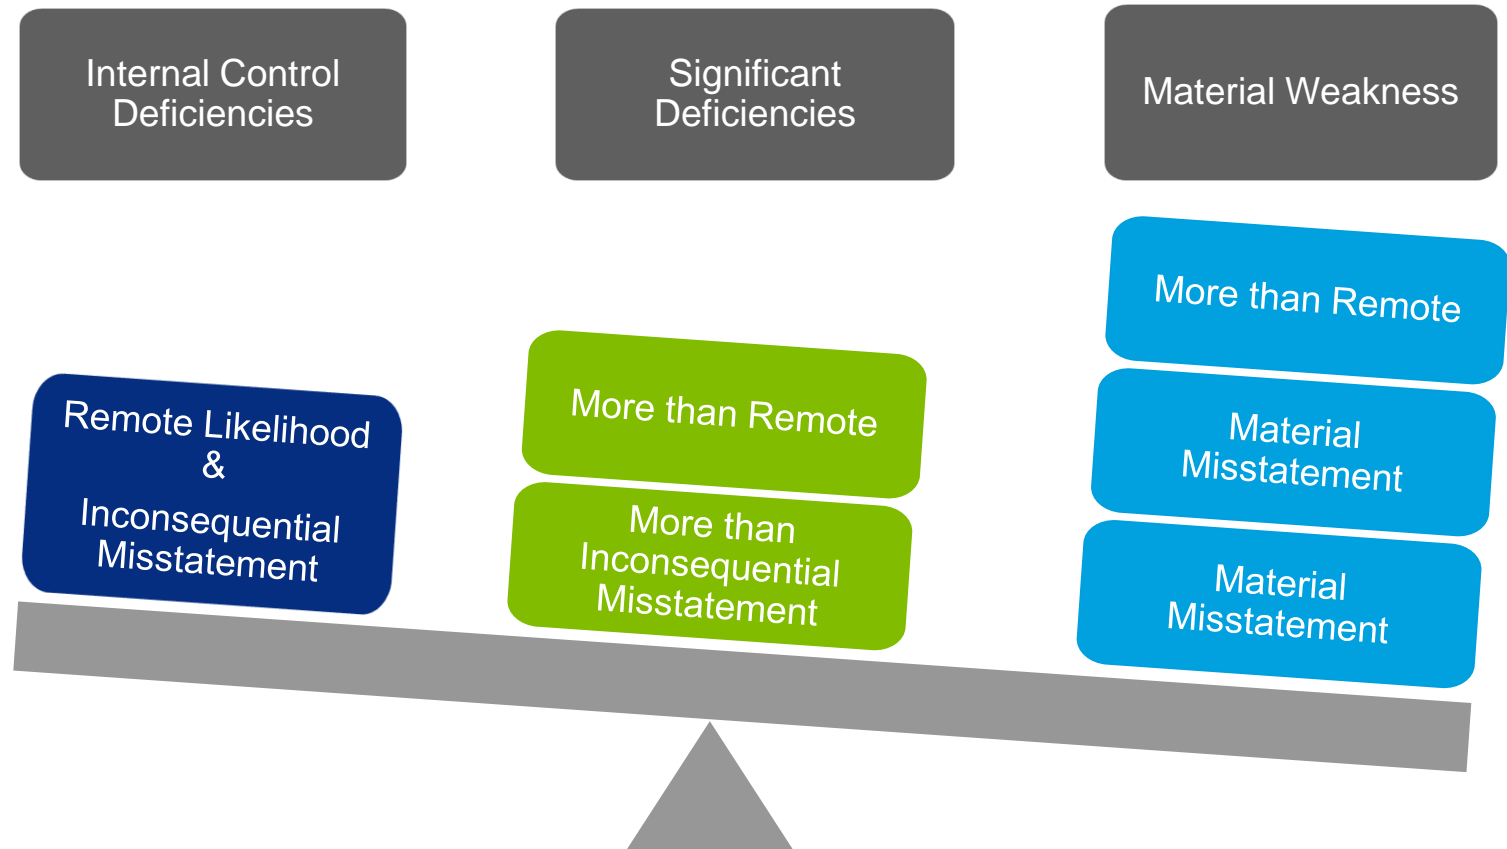 Internal Control
Deficiencies
Significant
Deficiencies
Material Weakness
Remote Likelihood
&
Inconsequential
Misstatement
More than Remote
More than
Inconsequential
Misstatement
More than Remote
Material
Misstatement
Material
Misstatement